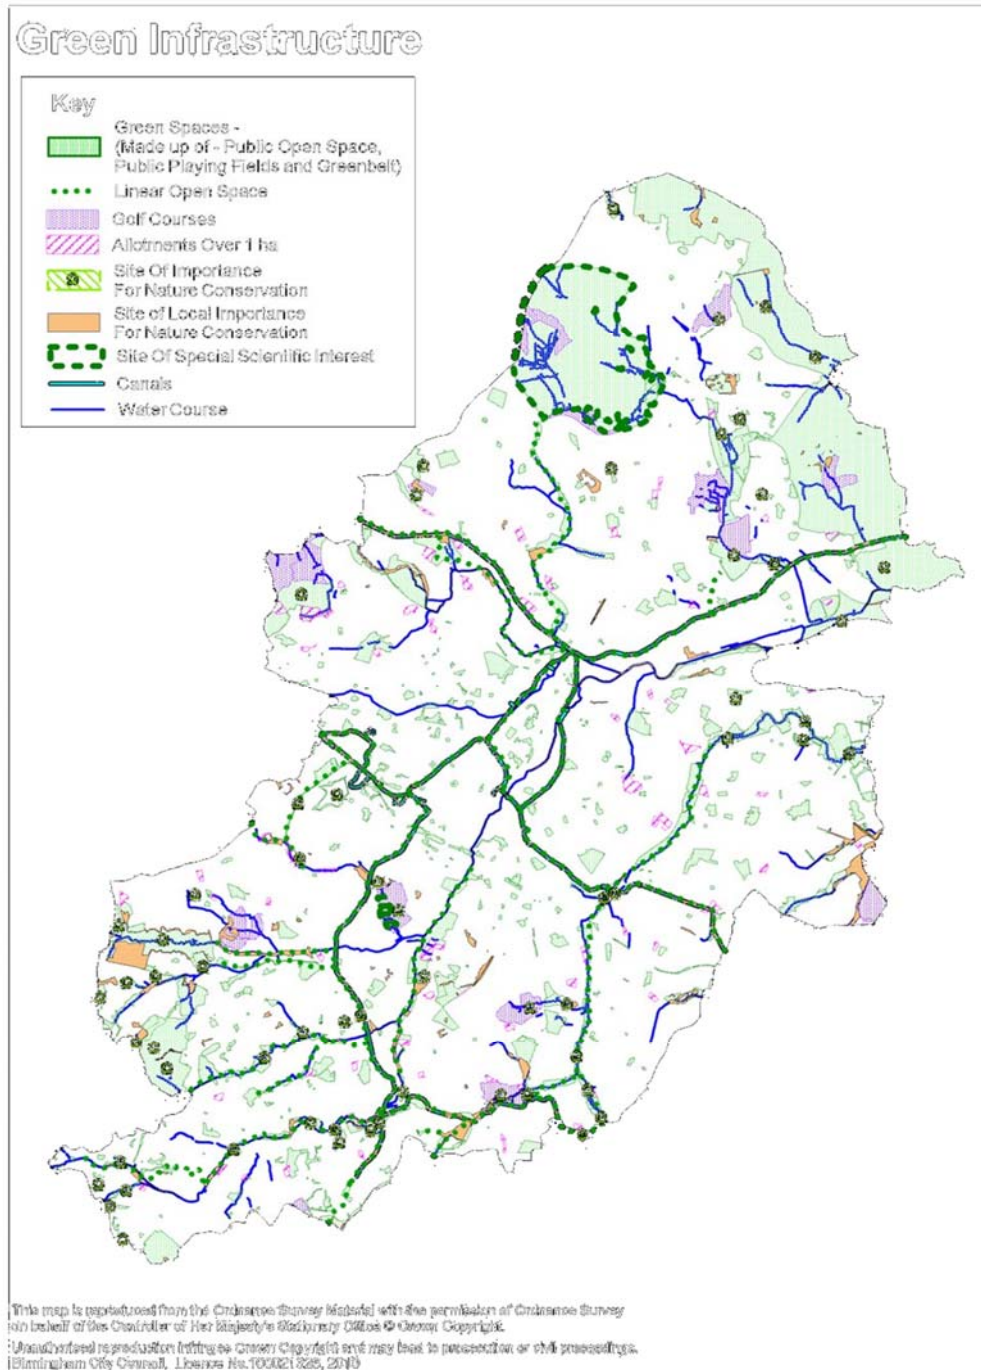 Green Infrastructure
Key
Green Spaces -
(Made up of - Public Open Space,
Public Playing Fields and Greenbelt)
Linear Open Space
Golf Courses
Allotments Over 1 ha
Site Of Importance
For Nature Conservation
Site of Local Importance
For Nature Conservation
Site Of Special Scientific Interest
Canals
Water Course
This map is reproduced from the Ordnance Survey Material with the permission of Ordnance Survey
on behalf of the Controller of Her Majesty's Stationary Office © Crown Copyright.
Unauthorised reproduction infringes Crown Copyright and may lead to prosecution or civil proceedings.
Birmingham City Council. Licence No. 2010